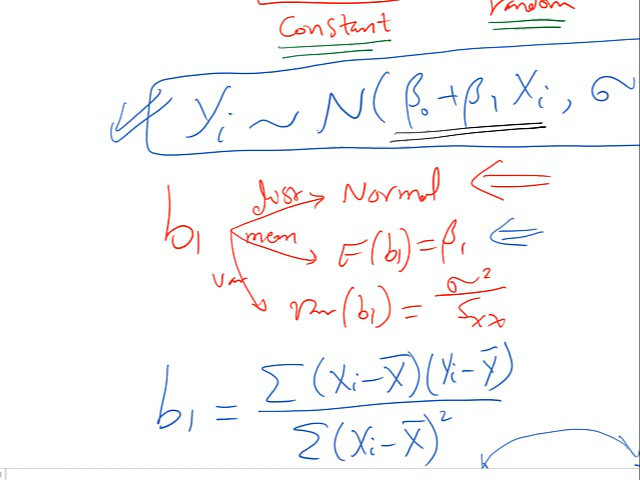 Constant random
Yi ~ N(β₀+β₁ Xi, σ
dist Normal
b₁ mean E(b₁)=β₁
Var Var(b₁) = σ²/Sxx
b₁ = Σ(Xi-X̄)(Yi-Ȳ)/Σ(Xi-X̄)²